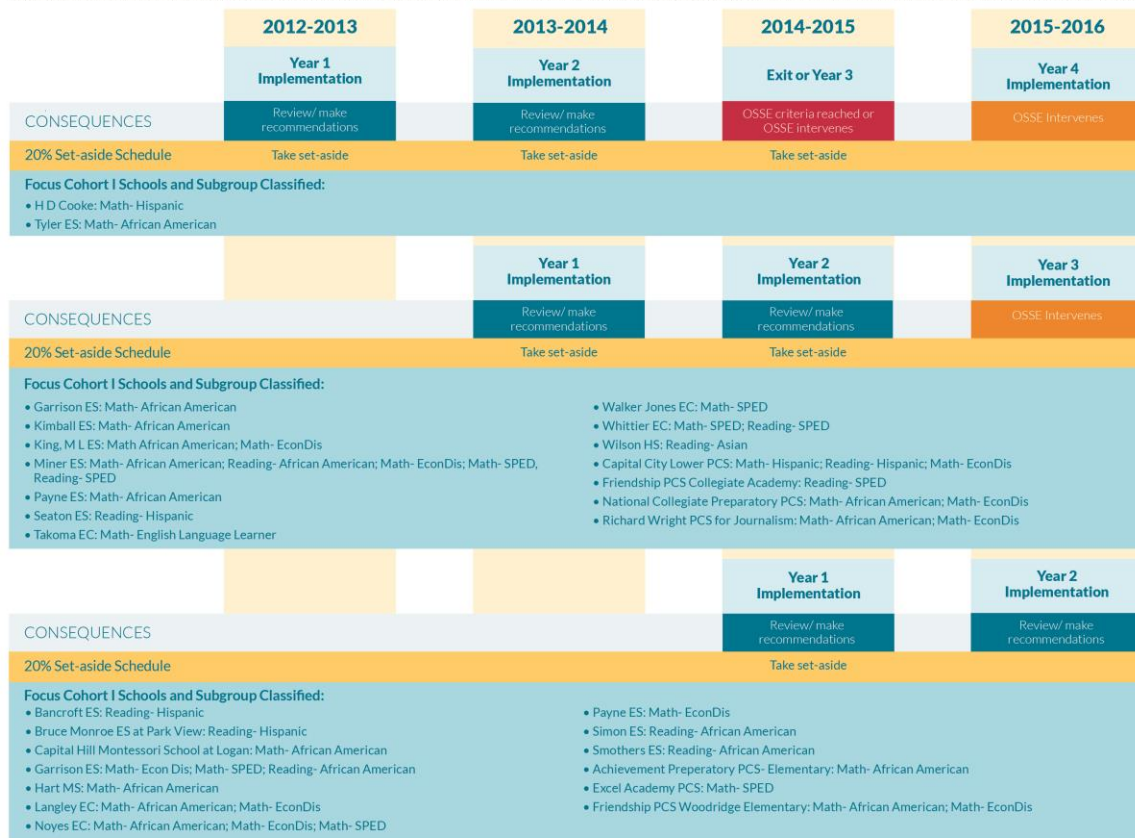 2012-2013
2013-2014
2014-2015
2015-2016
Year 1
Implementation
Year 2
Implementation
Exit or Year 3
Year 4
Implementation
CONSEQUENCES
Review/ make
recommendations
Review/ make
recommendations
OSSE criteria reached or
OSSE intervenes
OSSE Intervenes
20% Set-aside Schedule
Take set-aside
Take set-aside
Take set-aside
Focus Cohort I Schools and Subgroup Classified:
• H D Cooke: Math- Hispanic
• Tyler ES: Math- African American
Year 1
Implementation
Year 2
Implementation
Year 3
Implementation
CONSEQUENCES
Review/ make
recommendations
Review/ make
recommendations
OSSE Intervenes
20% Set-aside Schedule
Take set-aside
Take set-aside
Focus Cohort I Schools and Subgroup Classified:
• Garrison ES: Math- African American
• Kimball ES: Math- African American
• King, M L ES: Math African American; Math- EconDis
• Miner ES: Math- African American; Reading- African American; Math- EconDis; Math- SPED,
Reading- SPED
• Payne ES: Math- African American
• Seaton ES: Reading- Hispanic
• Takoma EC: Math- English Language Learner
• Walker Jones EC: Math- SPED
• Whittier EC: Math- SPED; Reading- SPED
• Wilson HS: Reading- Asian
• Capital City Lower PCS: Math- Hispanic; Reading- Hispanic; Math- EconDis
• Friendship PCS Collegiate Academy: Reading- SPED
• National Collegiate Preparatory PCS: Math- African American; Math- EconDis
• Richard Wright PCS for Journalism: Math- African American; Math- EconDis
Year 1
Implementation
Year 2
Implementation
CONSEQUENCES
Review/ make
recommendations
Review/ make
recommendations
20% Set-aside Schedule
Take set-aside
Focus Cohort I Schools and Subgroup Classified:
• Bancroft ES: Reading- Hispanic
• Bruce Monroe ES at Park View: Reading- Hispanic
• Capital Hill Montessori School at Logan: Math- African American
• Garrison ES: Math- Econ Dis; Math- SPED; Reading- African American
• Hart MS: Math- African American
• Langley EC: Math- African American; Math- EconDis
• Noyes EC: Math- African American; Math- EconDis; Math- SPED
• Payne ES: Math- EconDis
• Simon ES: Reading- African American
• Smothers ES: Reading- African American
• Achievement Preperatory PCS- Elementary: Math- African American
• Excel Academy PCS: Math- SPED
• Friendship PCS Woodridge Elementary: Math- African American; Math- EconDis